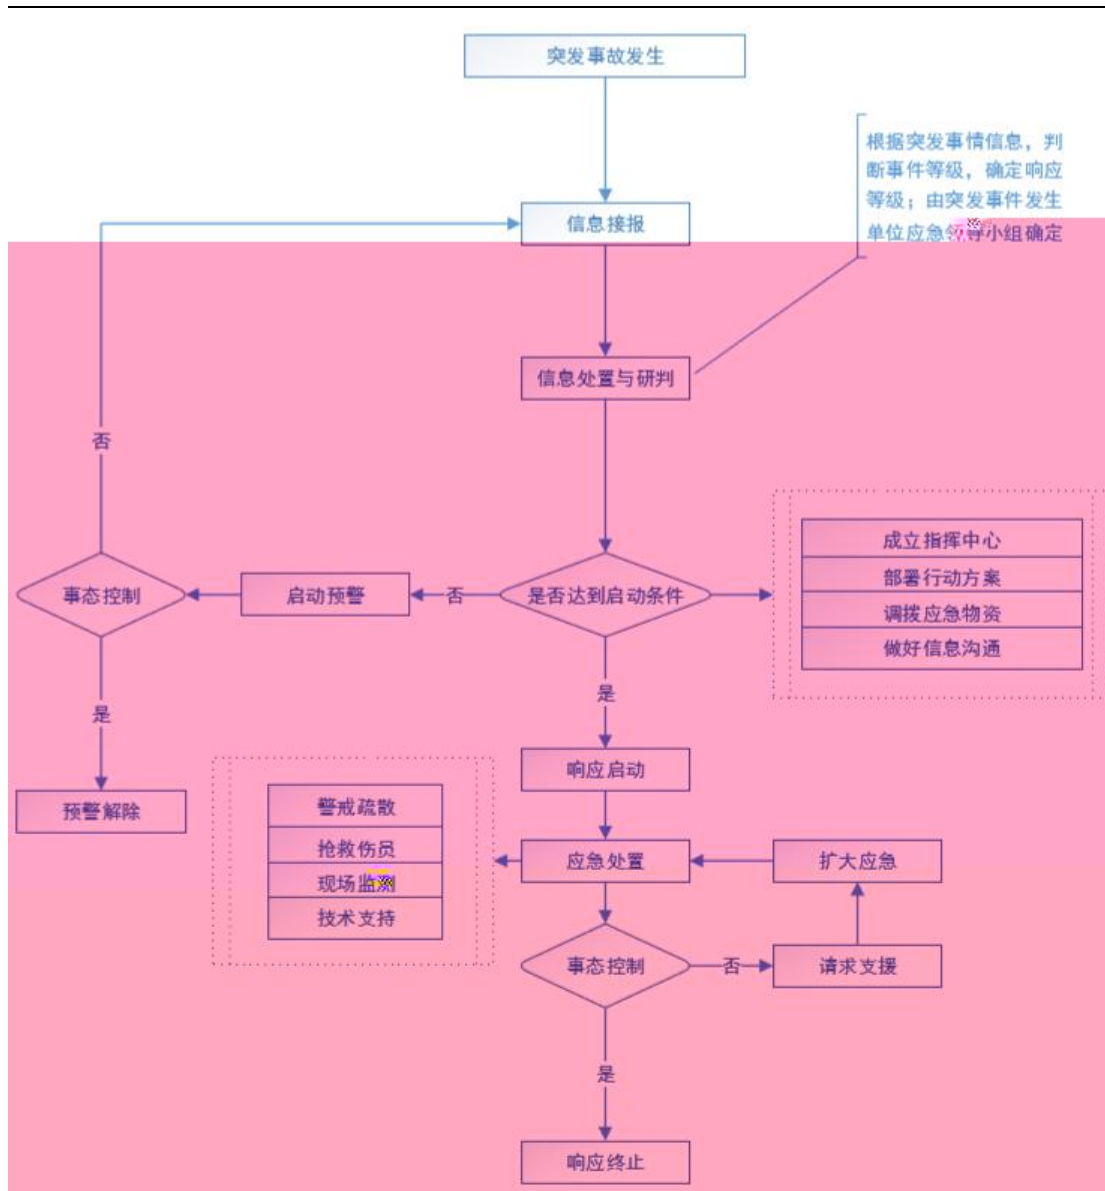 突发事故发生
根据突发事情信息，判
断事件等级，确定响应
等级；由突发事件发生
单位应急领导小组确定
信息接报
信息处置与研判
否
成立指挥中心
部署行动方案
调拨应急物资
做好信息沟通
事态控制
启动预警
否
是否达到启动条件
是
是
响应启动
预警解除
警戒疏散
抢救伤员
现场监测
技术支持
应急处置
扩大应急
事态控制
否
请求支援
是
响应终止